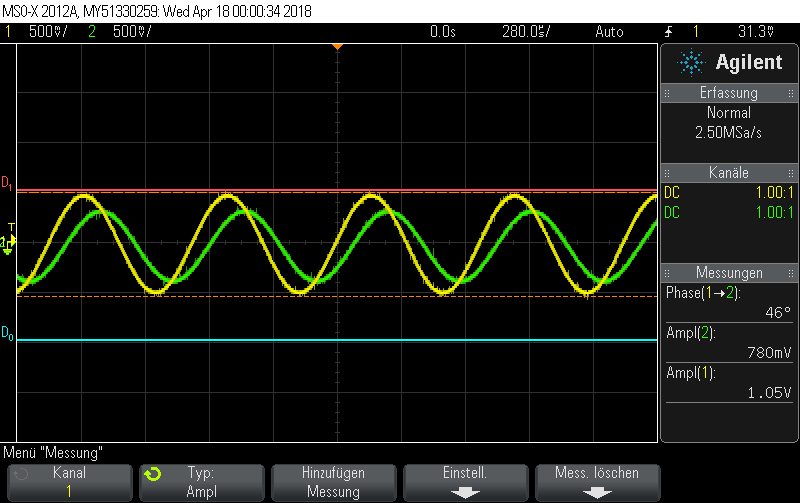 MSO-X 2012A, MY51330259: Wed Apr 18 00:00:34 2018
1 500mV/ 2 500mV/ 0.0s 280.0us/ Auto 1 31.3mV
Agilent
Erfassung
Normal
2.50MSa/s
Kanäle
DC 1.00:1
DC 1.00:1
Messungen
Phase(1→2):
46°
Ampl(2):
780mV
Ampl(1):
1.05V
D1
T
D0
Menü "Messung"
Kanal
1
Typ:
Ampl
Hinzufügen
Messung
Einstell.
Mess. löschen